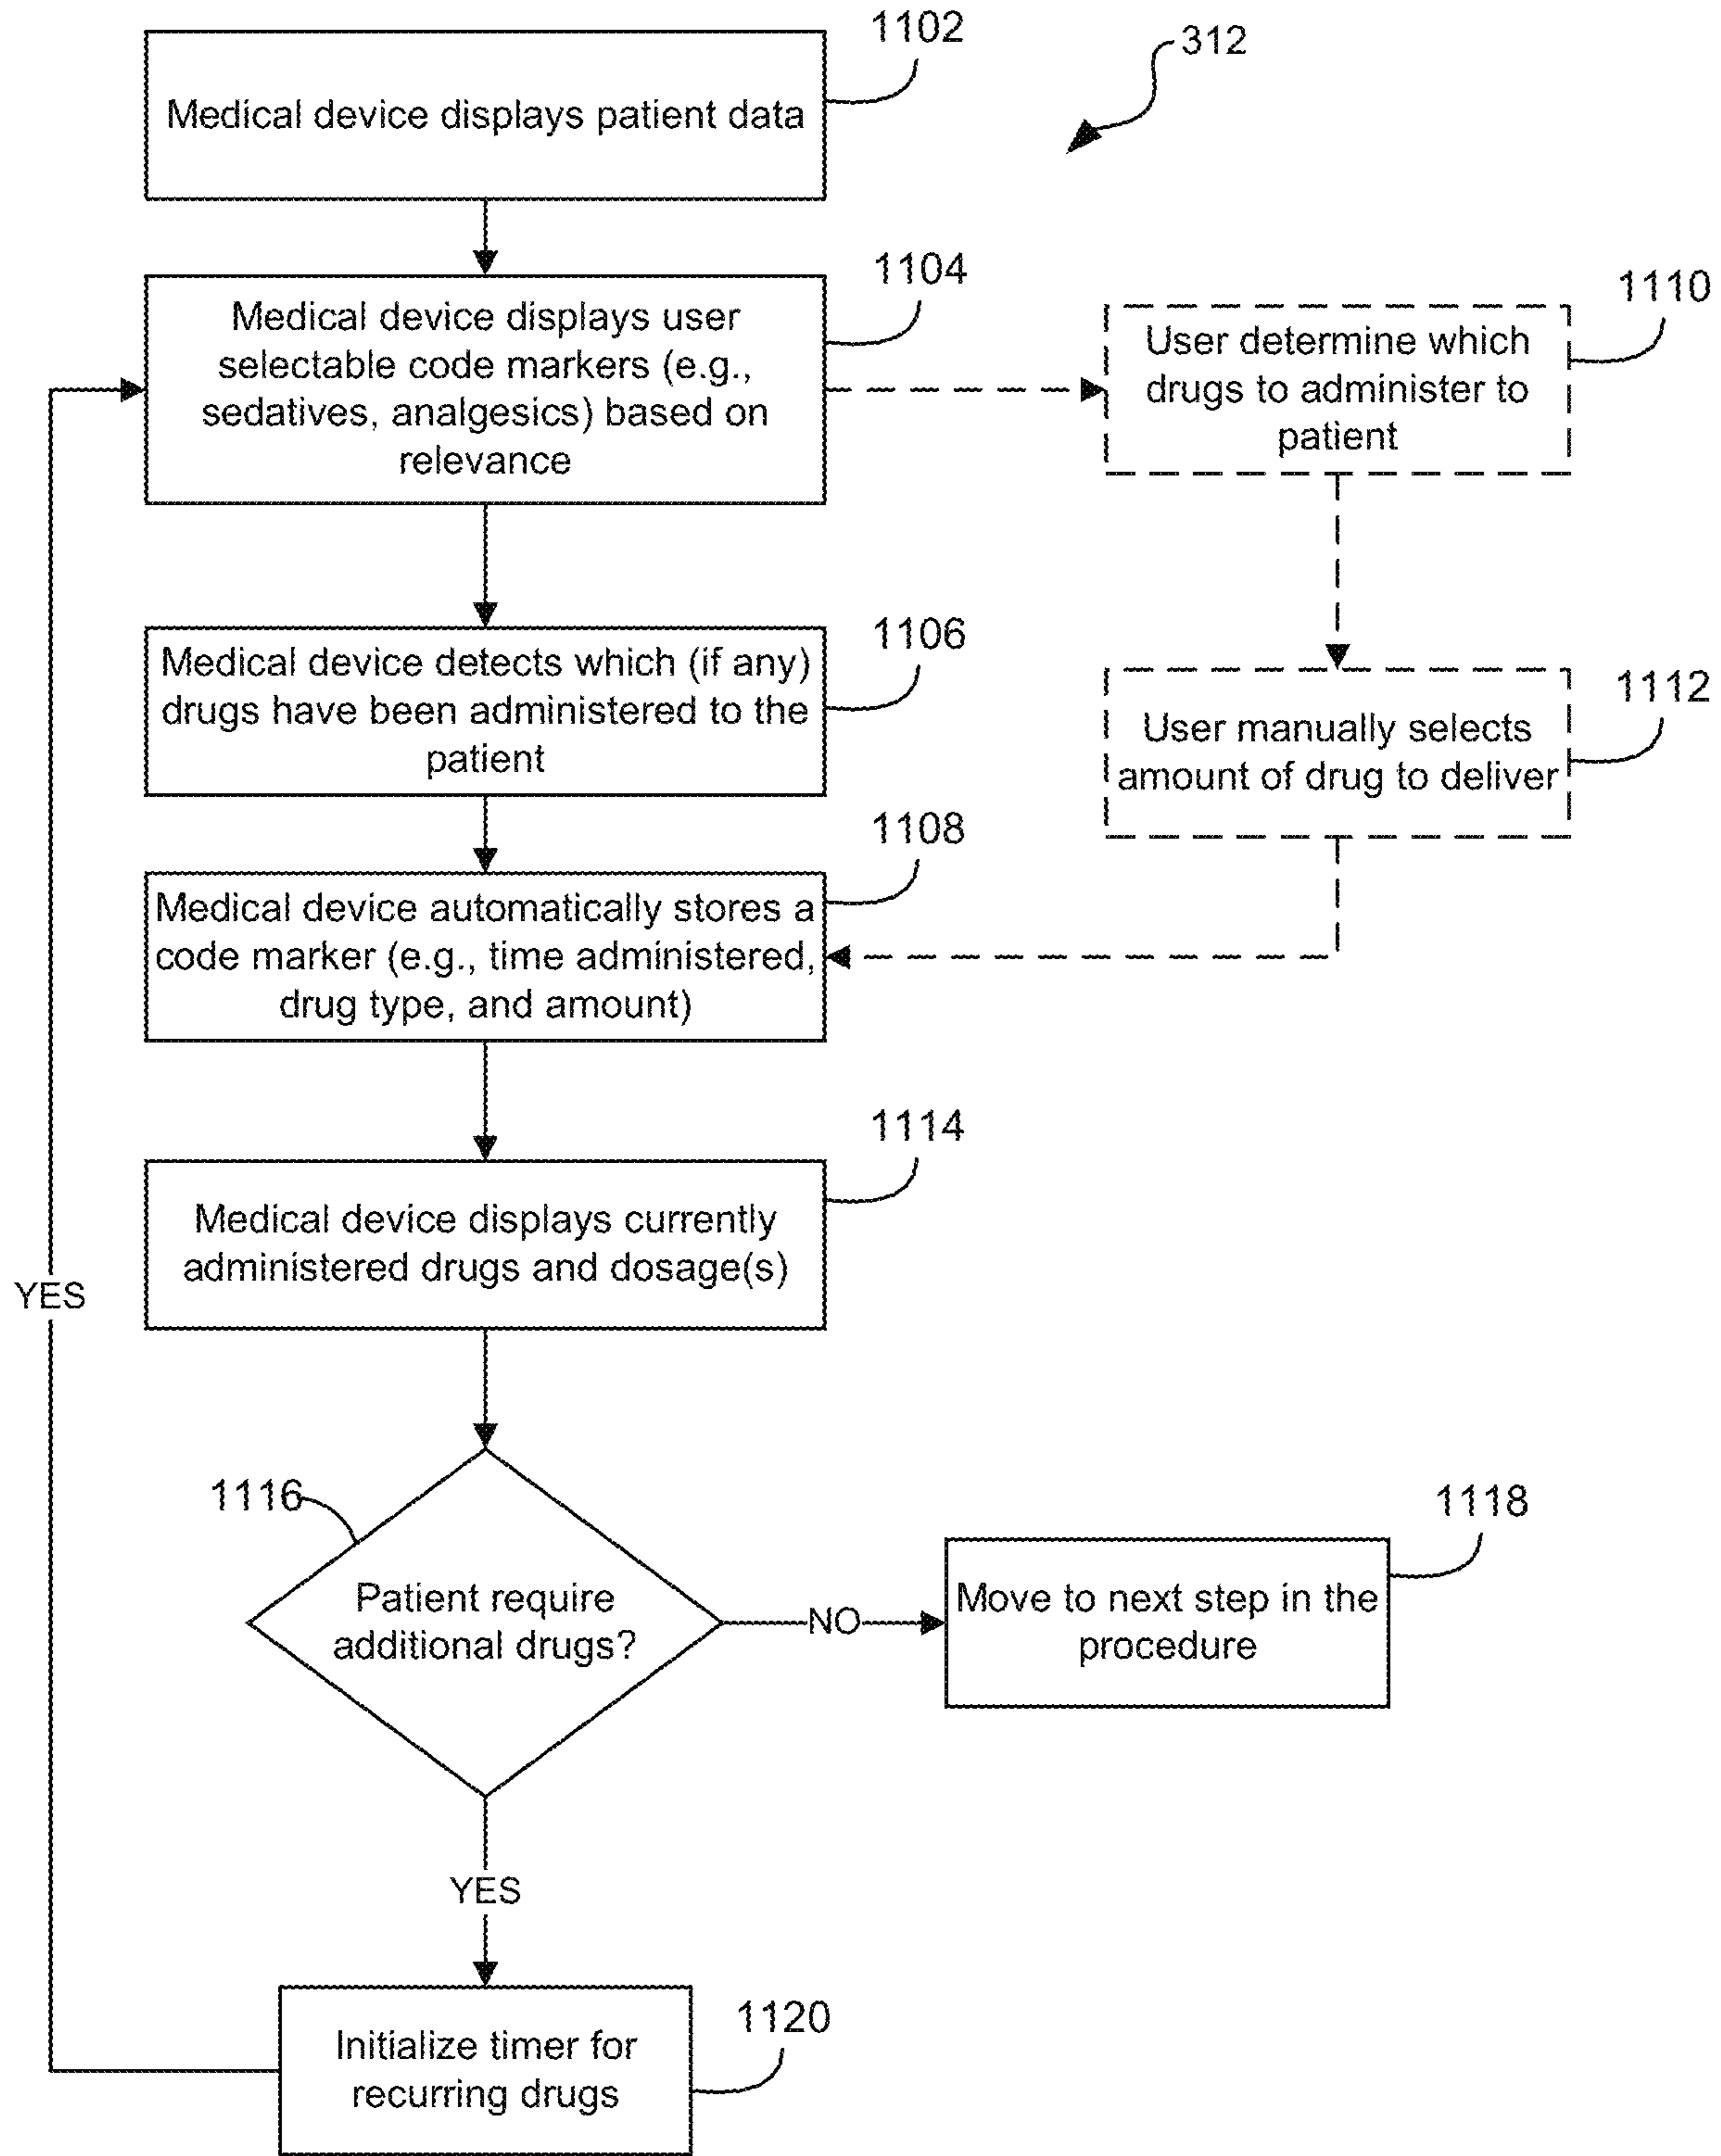 1102
312
Medical device displays patient data
1104
Medical device displays user
selectable code markers (e.g.,
sedatives, analgesics) based on
relevance
1110
User determine which
drugs to administer to
patient
1106
Medical device detects which (if any)
drugs have been administered to the
patient
1112
User manually selects
amount of drug to deliver
1108
Medical device automatically stores a
code marker (e.g., time administered,
drug type, and amount)
1114
Medical device displays currently
administered drugs and dosage(s)
YES
1116
Patient require
additional drugs?
NO
1118
Move to next step in the
procedure
YES
1120
Initialize timer for
recurring drugs